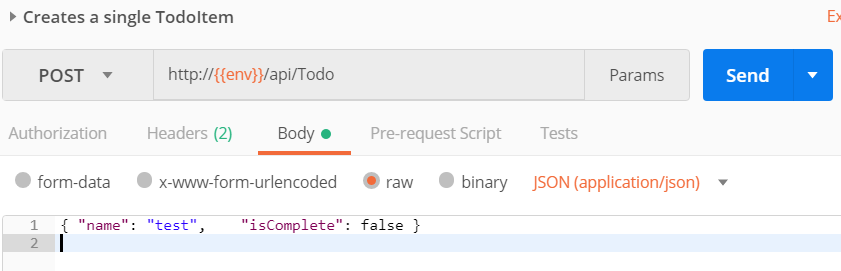 Creates a single TodoItem Ex
POST http://{{env}}/api/Todo Params Send
Authorization Headers (2) Body Pre-request Script Tests
form-data x-www-form-urlencoded raw binary JSON (application/json)
1 { "name": "test",    "isComplete": false }
2